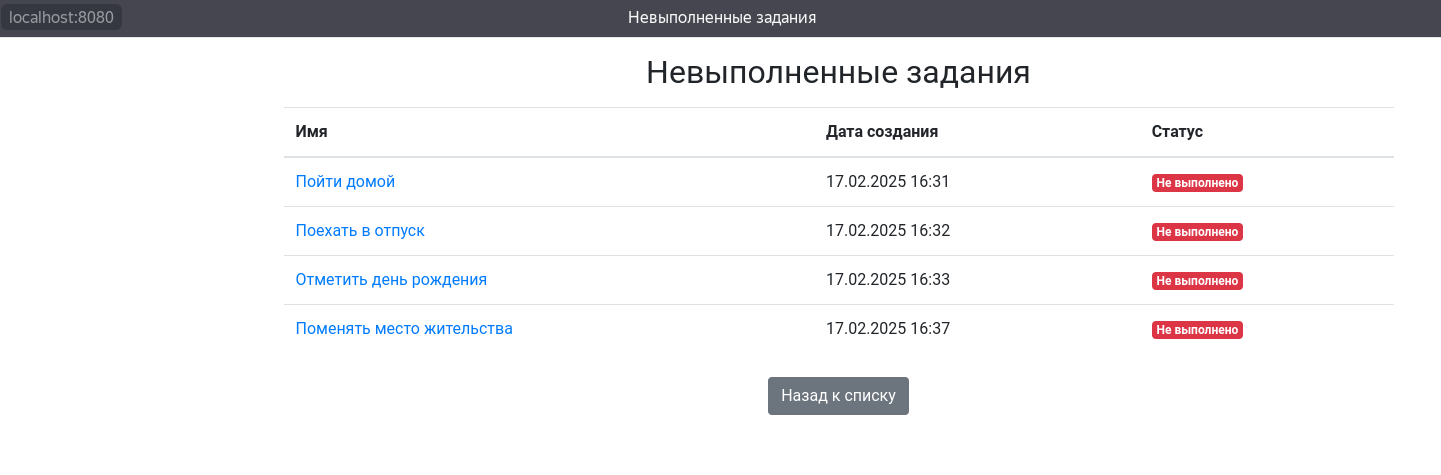 localhost:8080 Невыполненные задания
Невыполненные задания
Имя Дата создания Статус
Пойти домой 17.02.2025 16:31 Не выполнено
Поехать в отпуск 17.02.2025 16:32 Не выполнено
Отметить день рождения 17.02.2025 16:33 Не выполнено
Поменять место жительства 17.02.2025 16:37 Не выполнено
Назад к списку